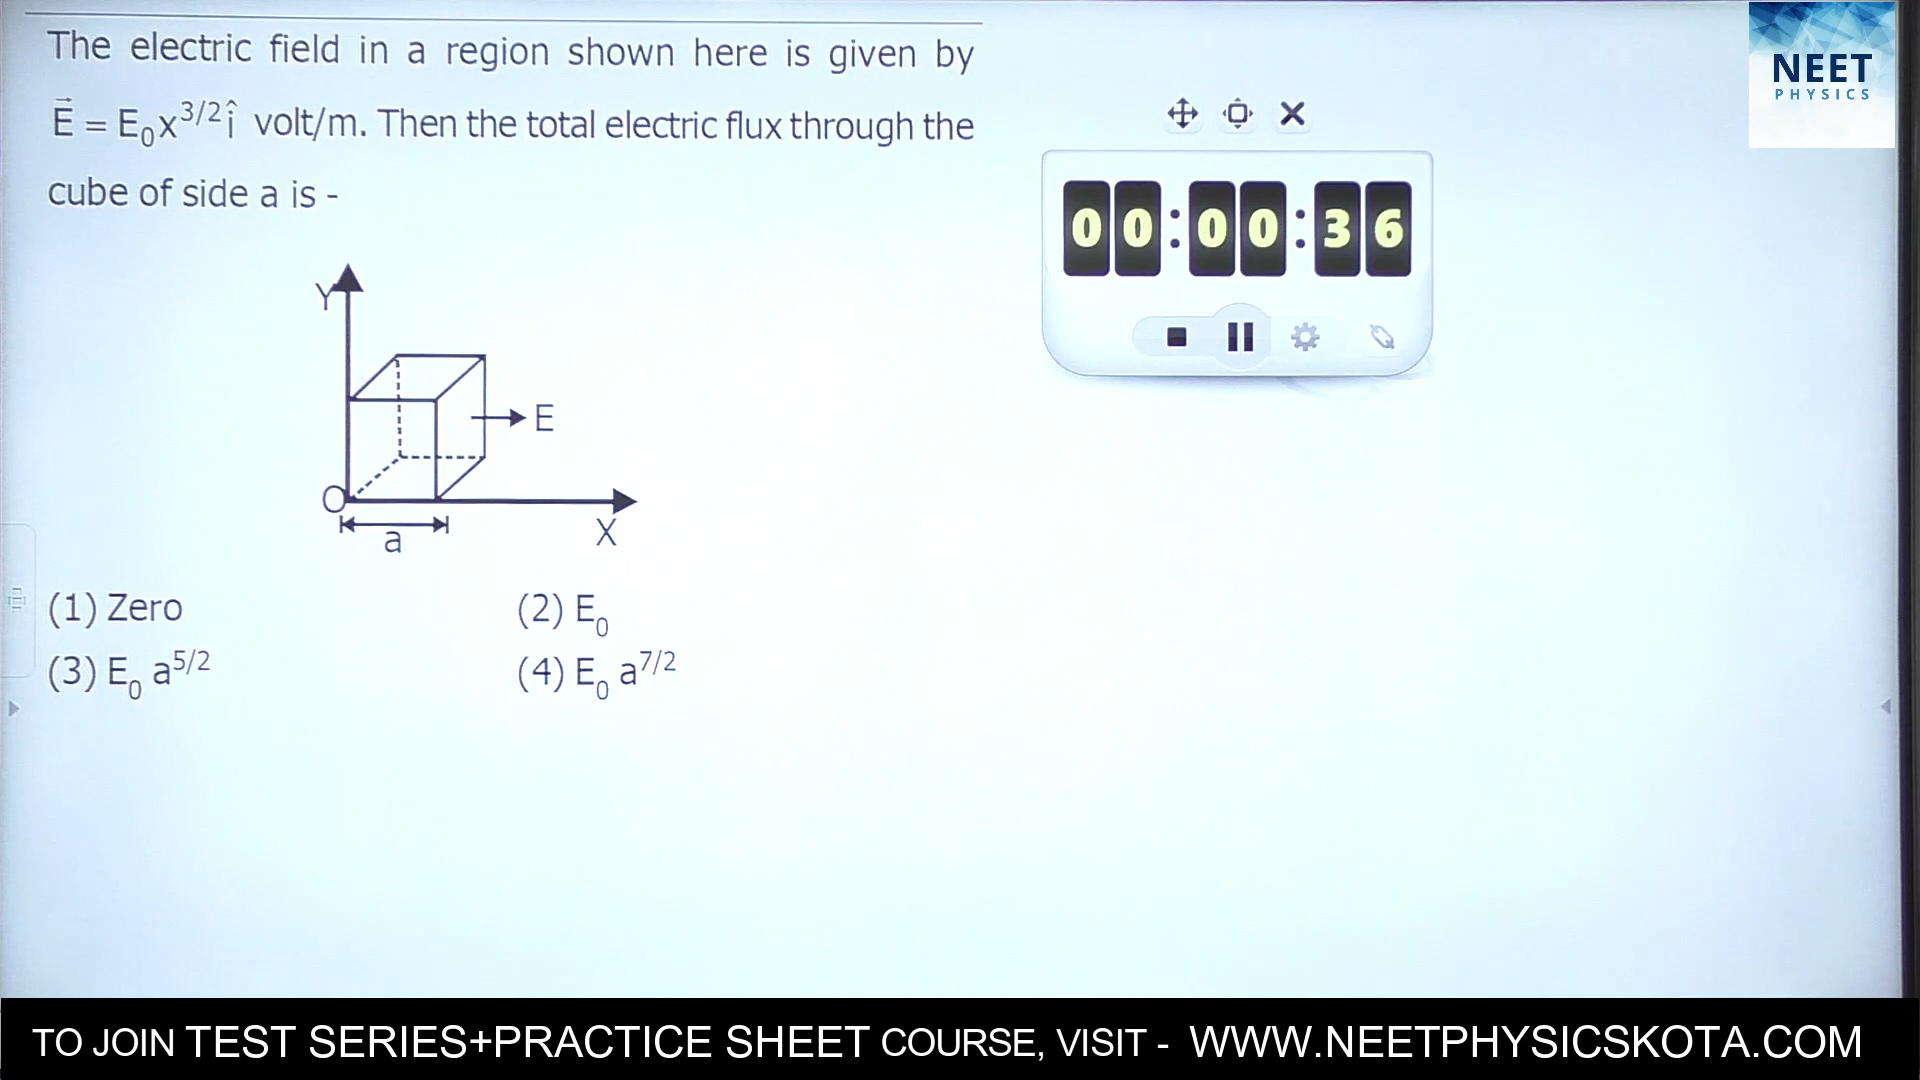 The electric field in a region shown here is given by
E⃗ = E₀x^{3/2} î volt/m. Then the total electric flux through the
cube of side a is -
NEET
PHYSICS
00:00:36
Y
E
O
X
a
(1) Zero (2) E₀
(3) E₀ a^{5/2} (4) E₀ a^{7/2}
TO JOIN TEST SERIES+PRACTICE SHEET COURSE, VISIT - WWW.NEETPHYSICSKOTA.COM